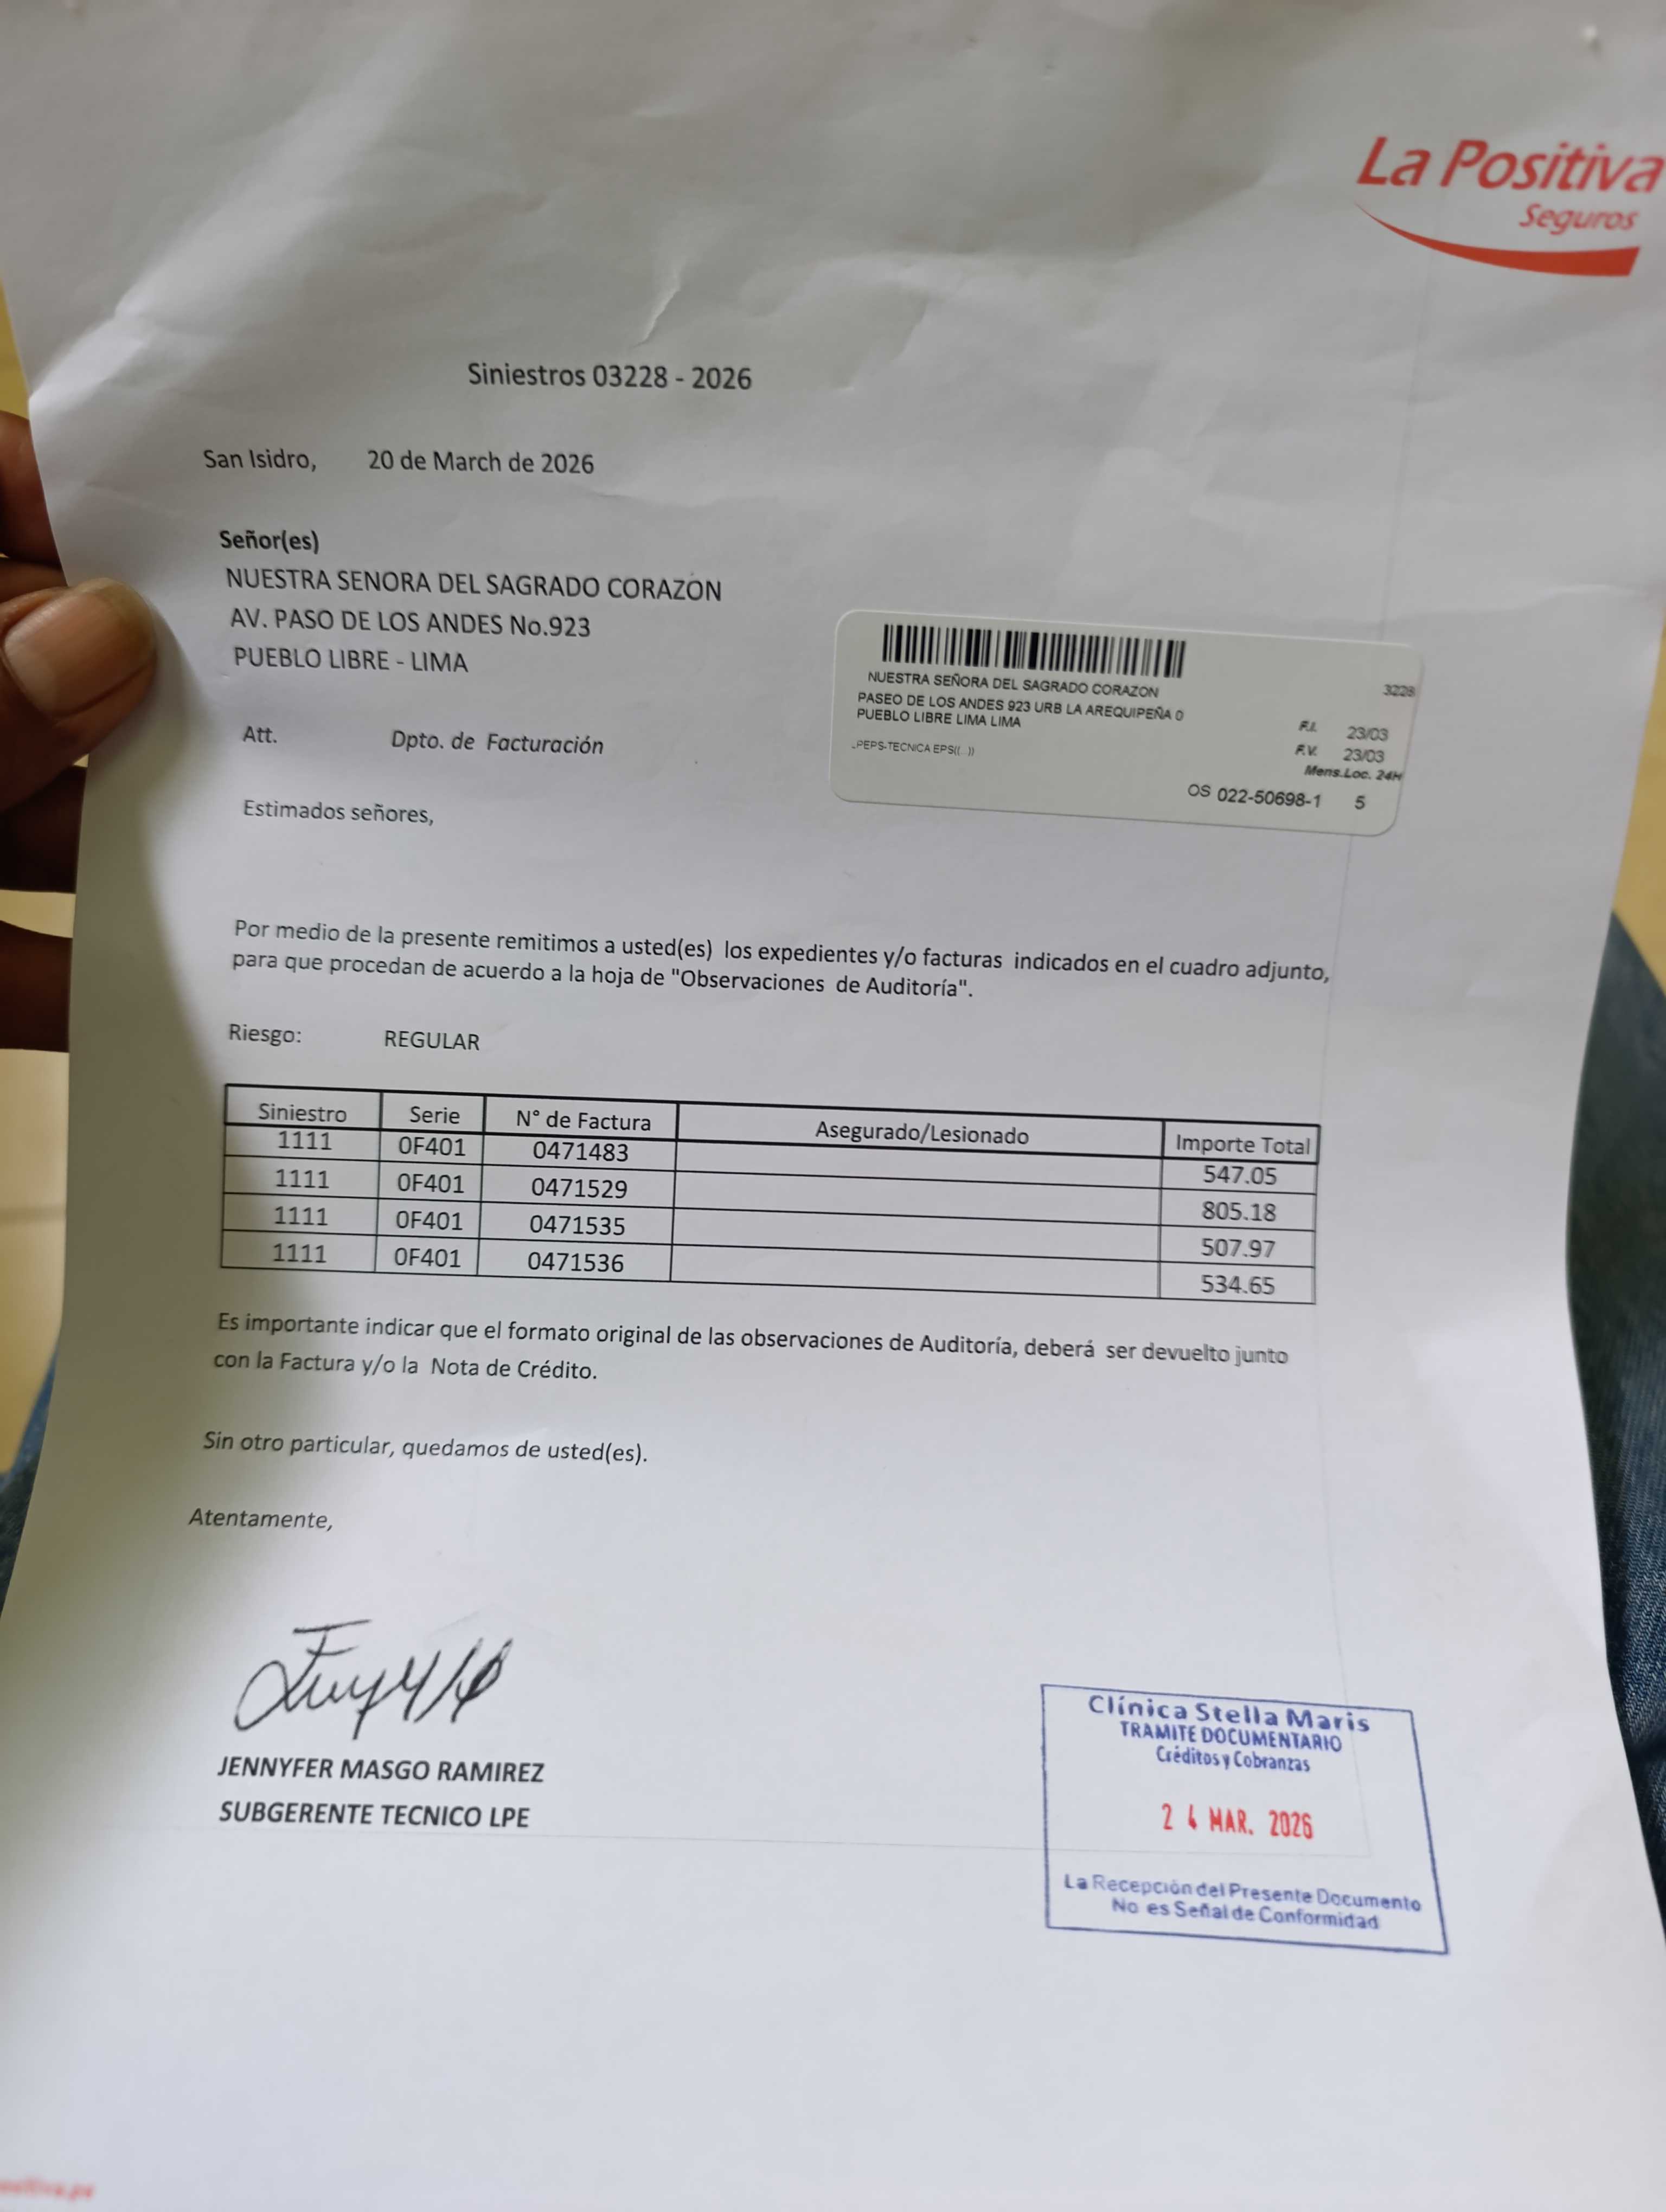 La Positiva
Seguros
Siniestros 03228 - 2026
San Isidro, 20 de March de 2026
Señor(es)
NUESTRA SENORA DEL SAGRADO CORAZON
AV. PASO DE LOS ANDES No.923
PUEBLO LIBRE - LIMA
NUESTRA SEÑORA DEL SAGRADO CORAZON 3228
PASEO DE LOS ANDES 923 URB LA AREQUIPEÑA 0
PUEBLO LIBRE LIMA LIMA
F.I. 23/03
.PEPS-TECNICA EPS((. ))
F.V. 23/03
Mens.Loc. 24H
OS 022-50698-1 5
Att. Dpto. de Facturación
Estimados señores,
Por medio de la presente remitimos a usted(es) los expedientes y/o facturas indicados en el cuadro adjunto,
para que procedan de acuerdo a la hoja de "Observaciones de Auditoría".
Riesgo: REGULAR
Siniestro Serie N° de Factura Asegurado/Lesionado Importe Total
1111 0F401 0471483 547.05
1111 0F401 0471529 805.18
1111 0F401 0471535 507.97
1111 0F401 0471536 534.65
Es importante indicar que el formato original de las observaciones de Auditoría, deberá ser devuelto junto
con la Factura y/o la Nota de Crédito.
Sin otro particular, quedamos de usted(es).
Atentamente,
JENNYFER MASGO RAMIREZ
SUBGERENTE TECNICO LPE
Clínica Stella Maris
TRAMITE DOCUMENTARIO
Créditos y Cobranzas
24 MAR. 2026
La Recepción del Presente Documento
No es Señal de Conformidad